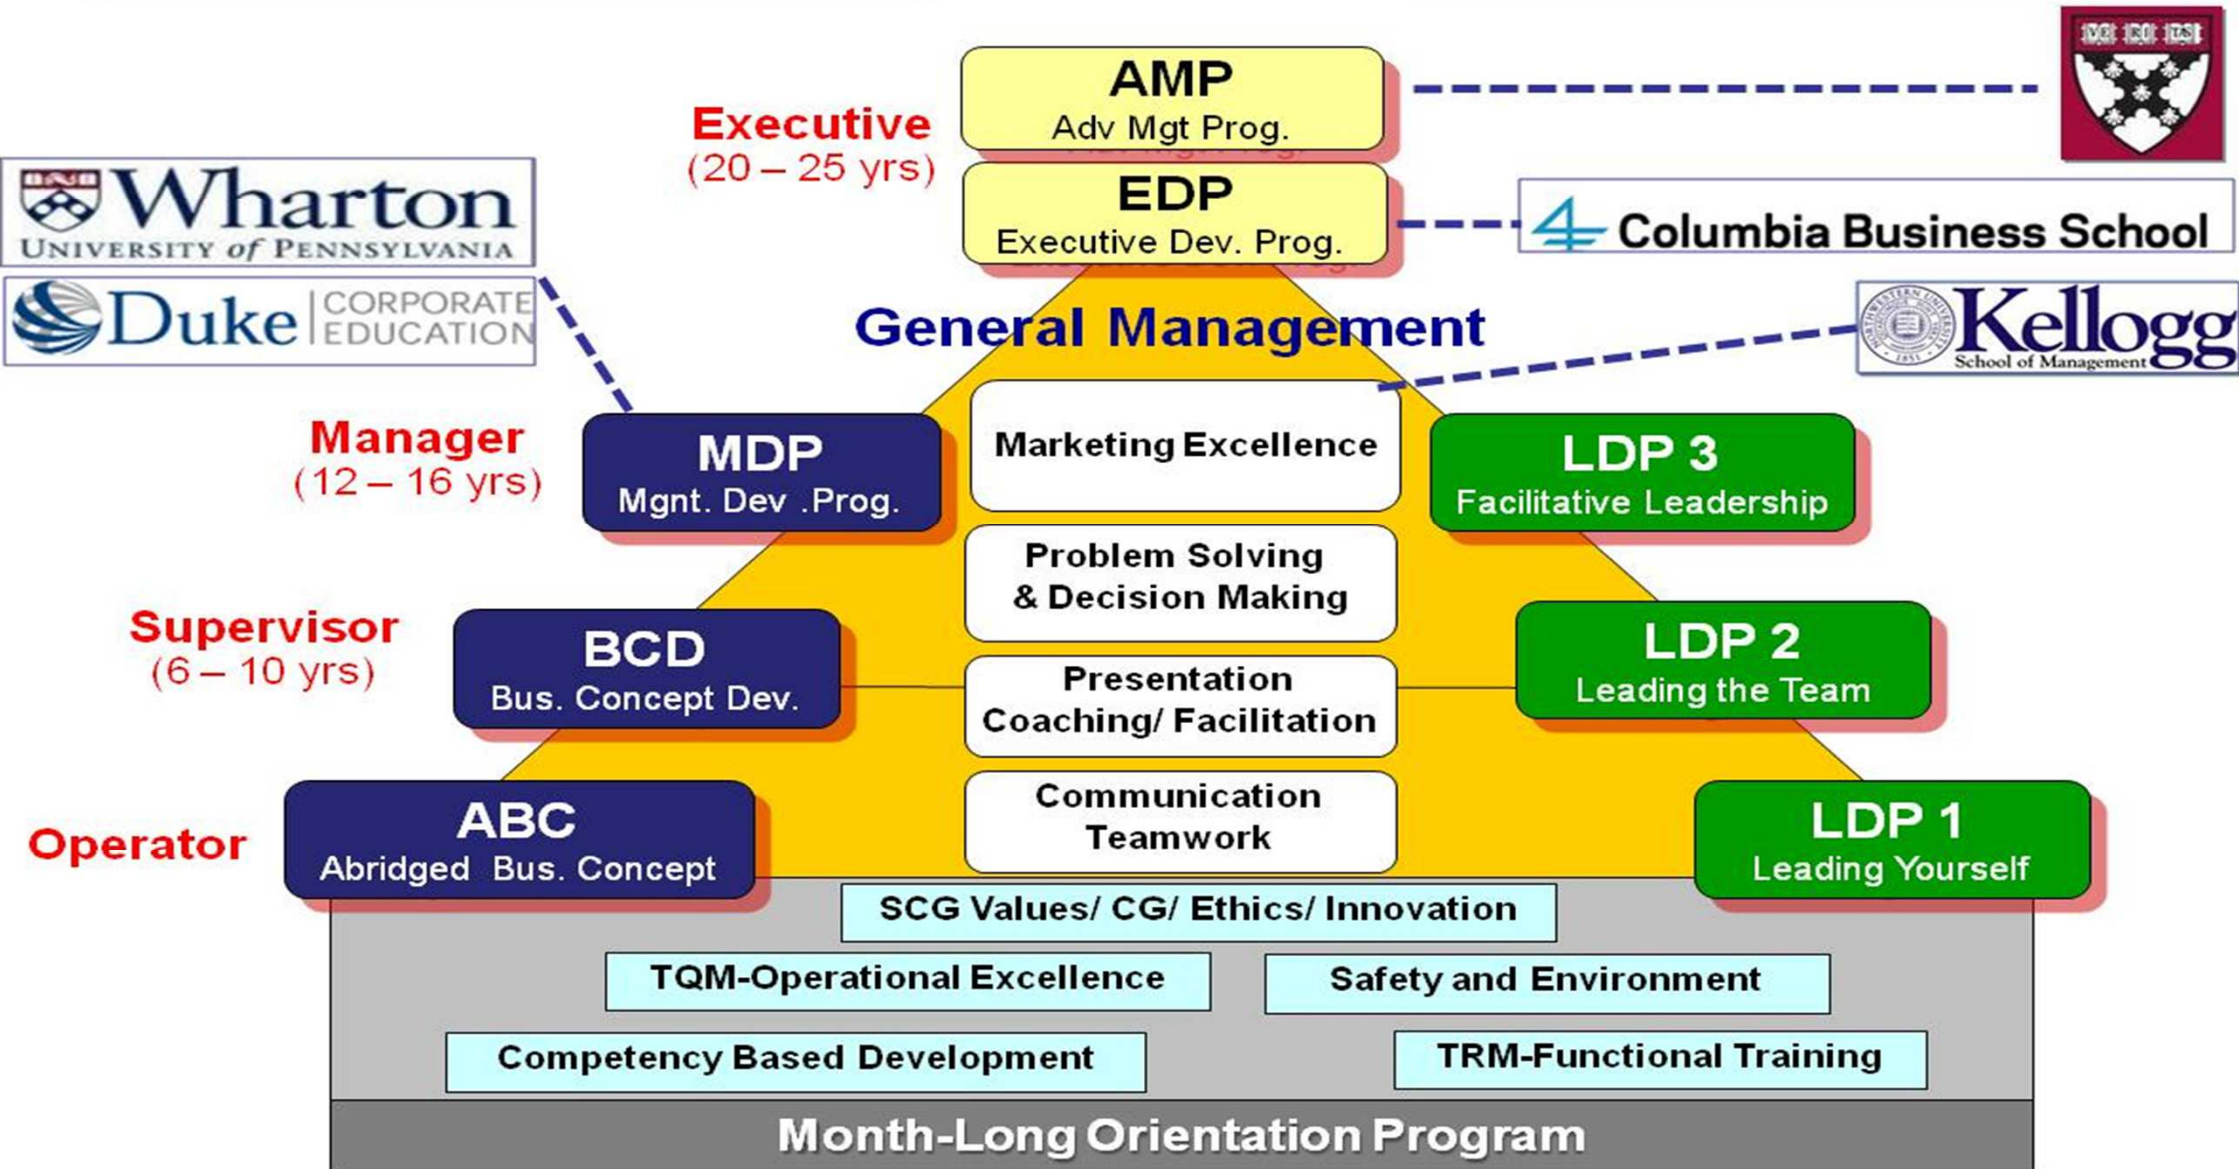 VE RI TAS
AMP
Adv Mgt Prog.
Executive
(20 – 25 yrs)
EDP
Executive Dev. Prog.
Columbia Business School
Wharton
UNIVERSITY of PENNSYLVANIA
Duke CORPORATE
EDUCATION
General Management
Kellogg
School of Management
Manager
(12 – 16 yrs)
MDP
Mgnt. Dev .Prog.
Marketing Excellence
LDP 3
Facilitative Leadership
Problem Solving
& Decision Making
Supervisor
(6 – 10 yrs)
BCD
Bus. Concept Dev.
Presentation
Coaching/ Facilitation
LDP 2
Leading the Team
Operator
ABC
Abridged Bus. Concept
Communication
Teamwork
LDP 1
Leading Yourself
SCG Values/ CG/ Ethics/ Innovation
TQM-Operational Excellence
Safety and Environment
Competency Based Development
TRM-Functional Training
Month-Long Orientation Program